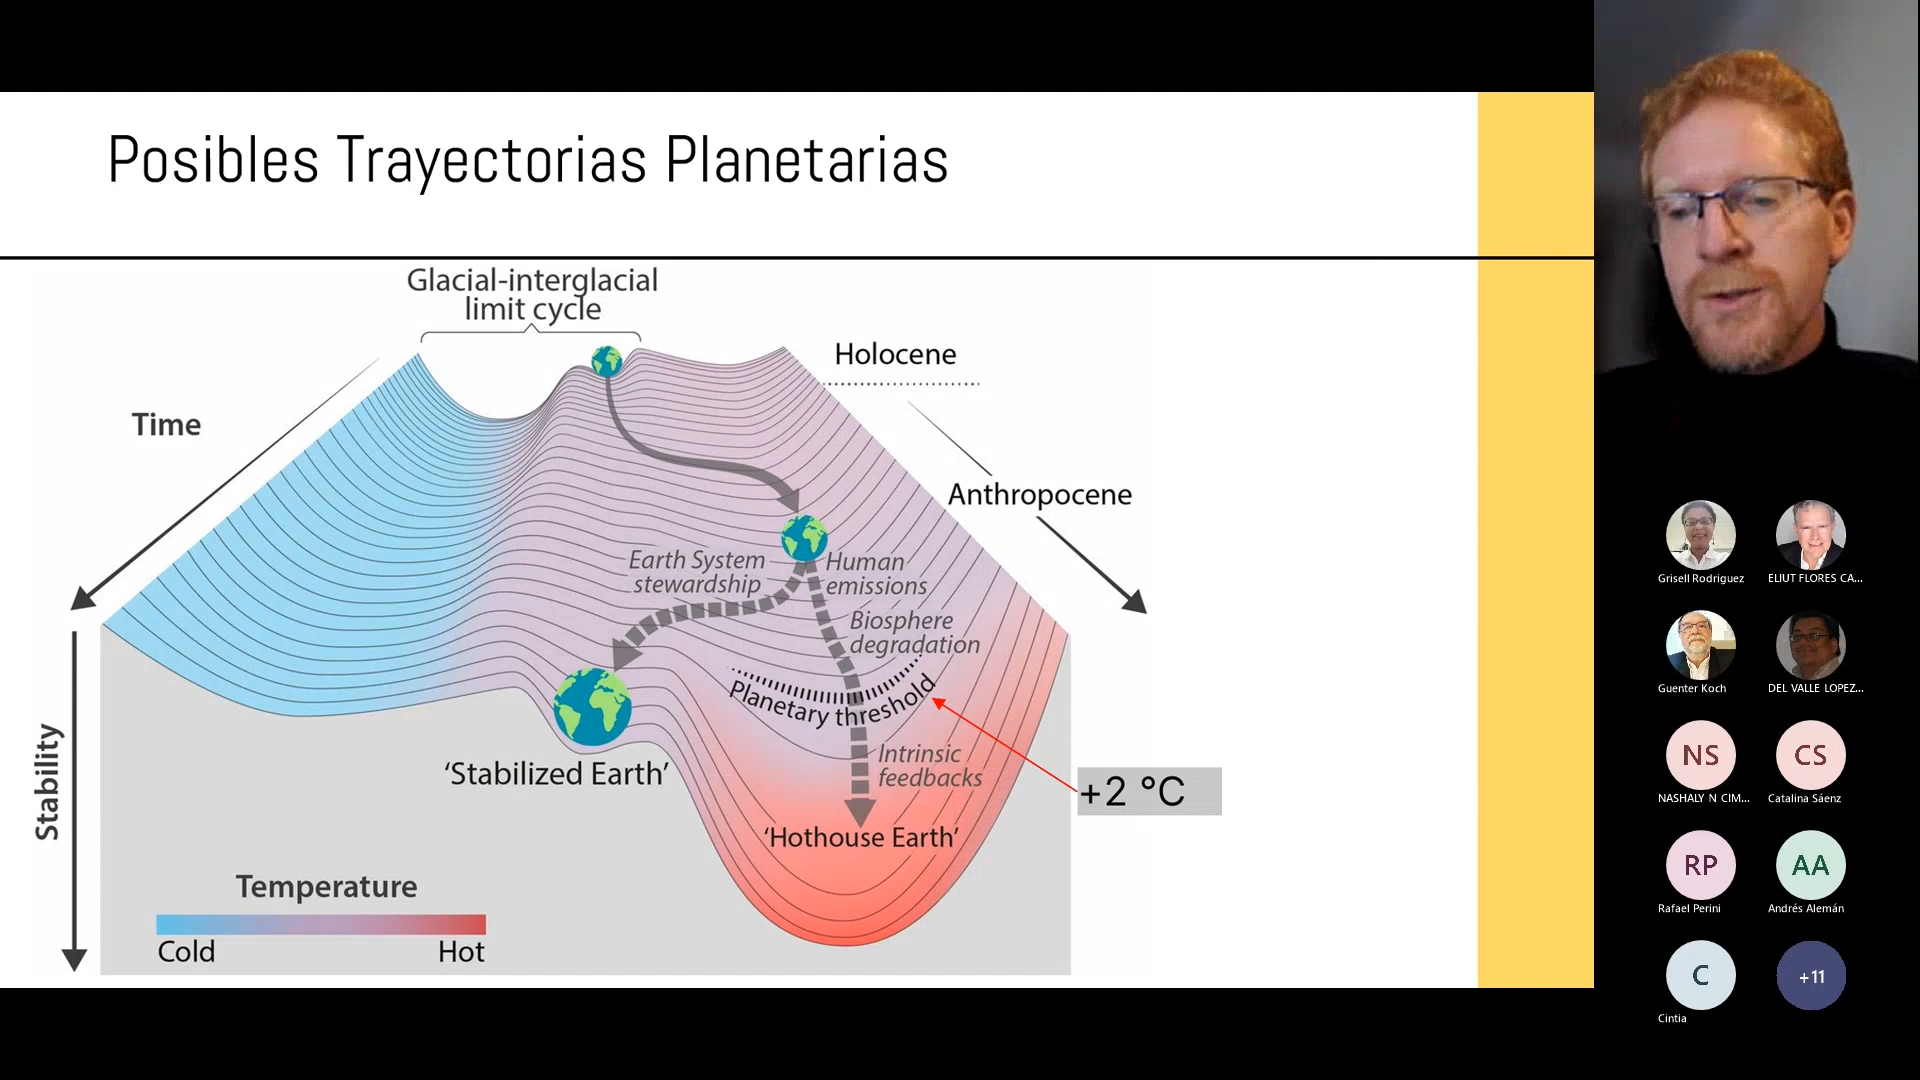 Posibles Trayectorias Planetarias
Glacial-interglacial
limit cycle
Holocene
Time
Anthropocene
Earth System
stewardship
Human
emissions
Biosphere
degradation
Planetary threshold
Intrinsic
feedbacks
+2 °C
'Stabilized Earth'
'Hothouse Earth'
Stability
Temperature
Cold
Hot
Grisell Rodriguez
ELIUT FLORES CA...
Guenter Koch
DEL VALLE LOPEZ...
NS
CS
NASHALY N CIM...
Catalina Sáenz
RP
AA
Rafael Perini
Andrés Alemán
C
+11
Cintia